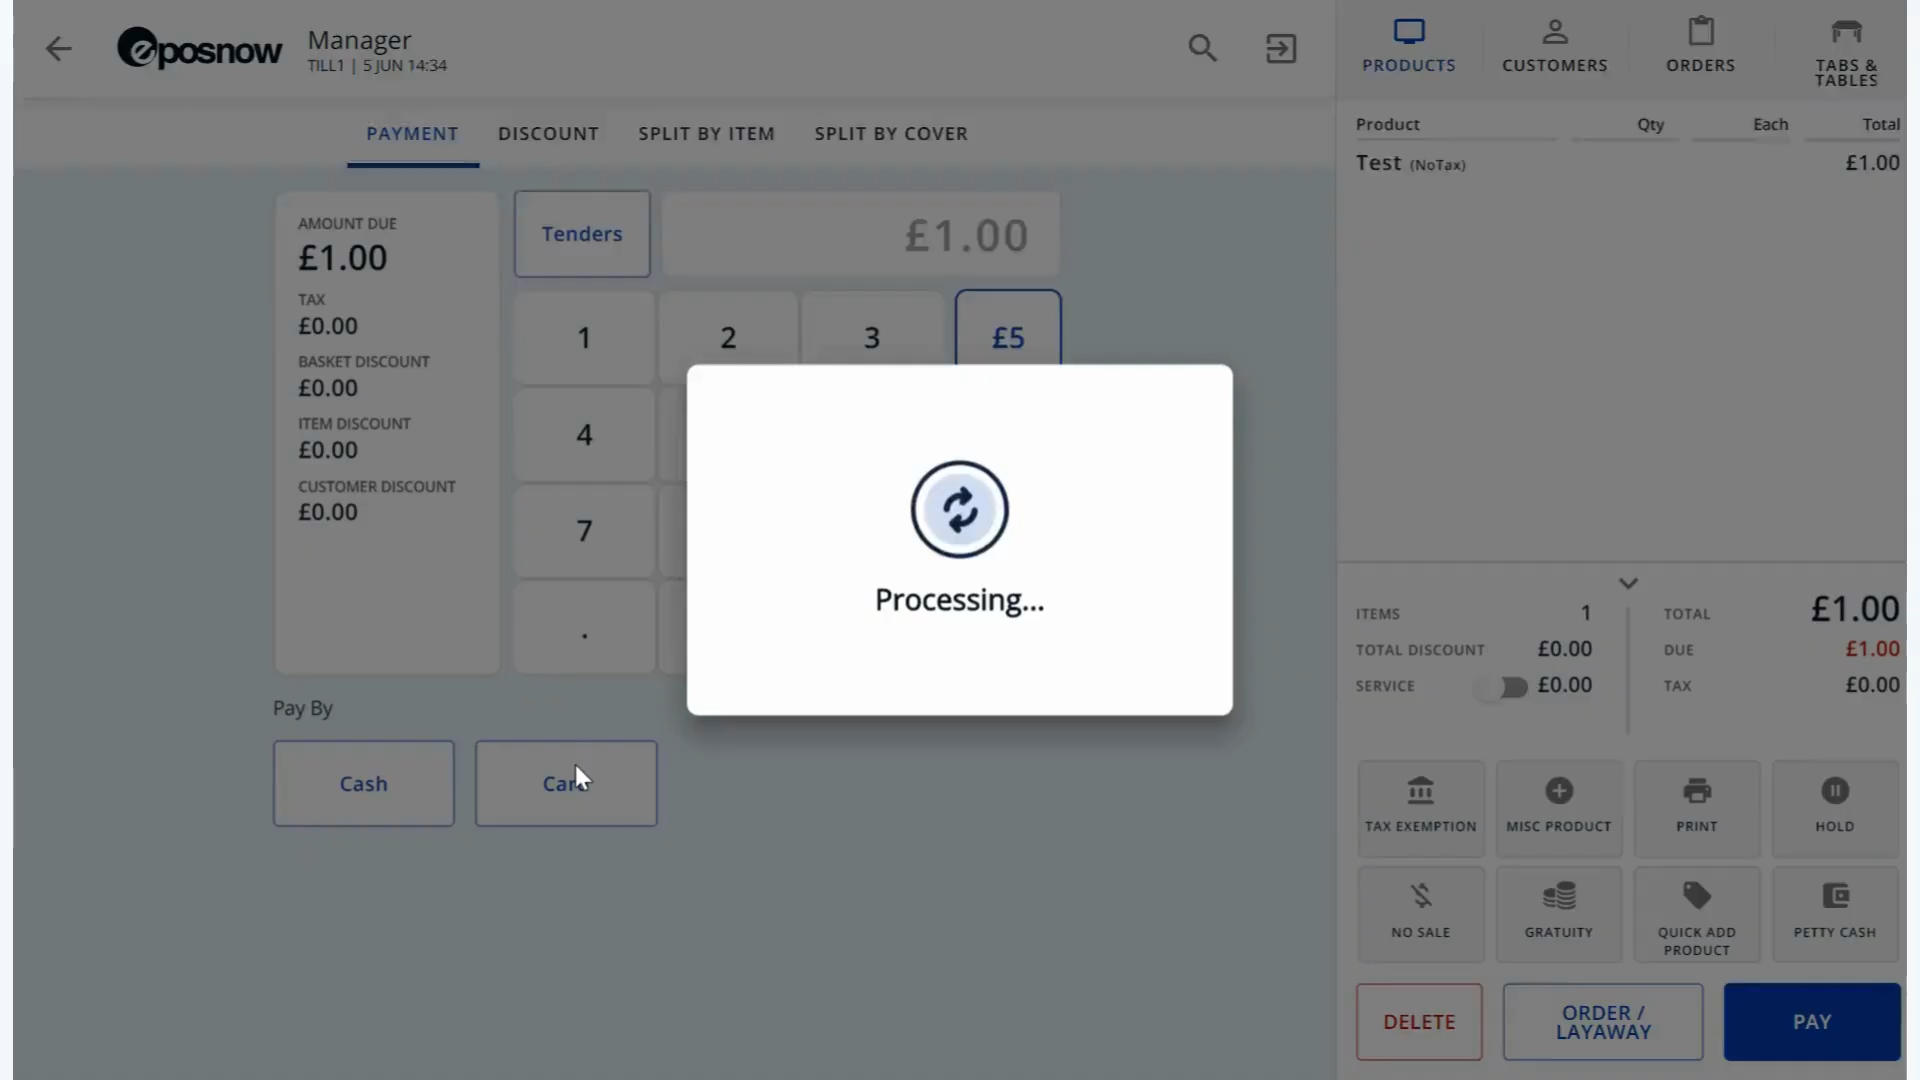 eposnow
Manager
TILL1 | 5 JUN 14:34
PRODUCTS
CUSTOMERS
ORDERS
TABS &
TABLES
PAYMENT
DISCOUNT
SPLIT BY ITEM
SPLIT BY COVER
Product
Qty
Each
Total
Test (NoTax)
£1.00
AMOUNT DUE
£1.00
TAX
£0.00
BASKET DISCOUNT
£0.00
ITEM DISCOUNT
£0.00
CUSTOMER DISCOUNT
£0.00
Tenders
£1.00
1
2
3
£5
4
7
.
Processing...
Pay By
Cash
Card
ITEMS
1
TOTAL DISCOUNT
£0.00
SERVICE
£0.00
TOTAL
£1.00
DUE
£1.00
TAX
£0.00
TAX EXEMPTION
MISC PRODUCT
PRINT
HOLD
NO SALE
GRATUITY
QUICK ADD
PRODUCT
PETTY CASH
DELETE
ORDER /
LAYAWAY
PAY